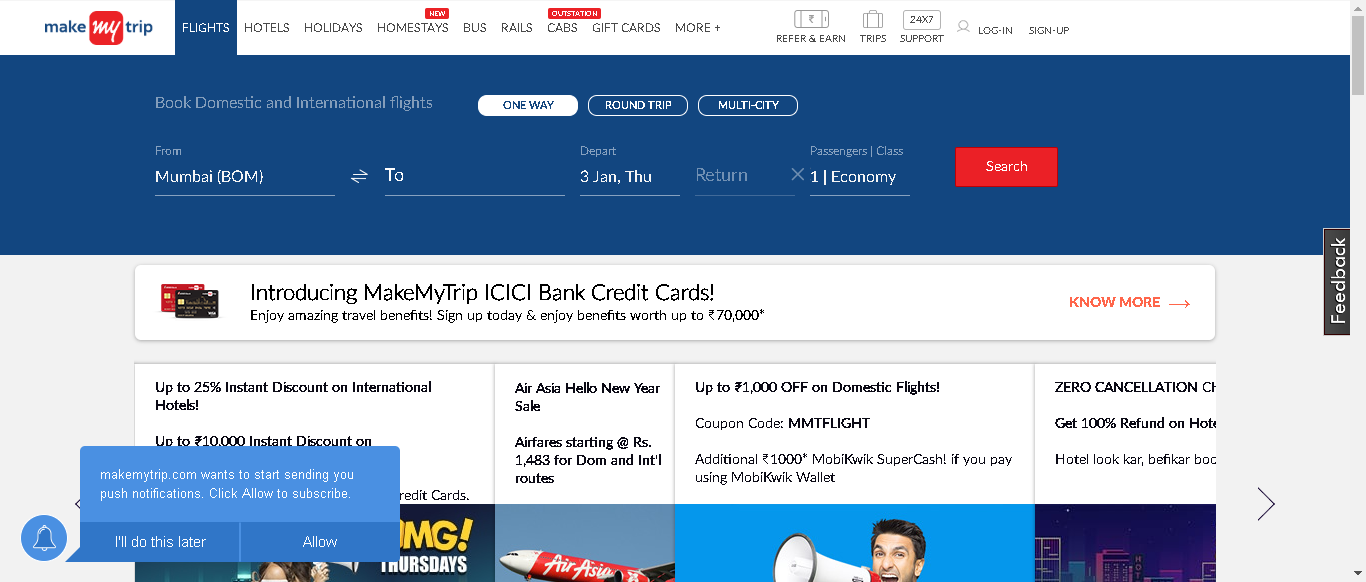 make my trip
FLIGHTS
HOTELS
HOLIDAYS
NEW
HOMESTAYS
BUS
RAILS
OUTSTATION
CABS
GIFT CARDS
MORE +
₹
REFER & EARN
TRIPS
24X7
SUPPORT
LOG-IN
SIGN-UP
Book Domestic and International flights
ONE WAY
ROUND TRIP
MULTI-CITY
From
Mumbai (BOM)
To
Depart
3 Jan, Thu
Return
Passengers | Class
1 | Economy
Search
Feedback
Introducing MakeMyTrip ICICI Bank Credit Cards!
Enjoy amazing travel benefits! Sign up today & enjoy benefits worth up to ₹70,000*
KNOW MORE
Up to 25% Instant Discount on International
Hotels!
Up to ₹10,000 Instant Discount on
redit Cards.
Air Asia Hello New Year
Sale
Airfares starting @ Rs.
1,483 for Dom and Int'l
routes
Up to ₹1,000 OFF on Domestic Flights!
Coupon Code: MMTFLIGHT
Additional ₹1000* MobiKwik SuperCash! if you pay
using MobiKwik Wallet
ZERO CANCELLATION CH
Get 100% Refund on Hote
Hotel look kar, befikar boo
makemytrip.com wants to start sending you
push notifications. Click Allow to subscribe.
I'll do this later
Allow
OMG!
THURSDAYS
AirAsia
HOT